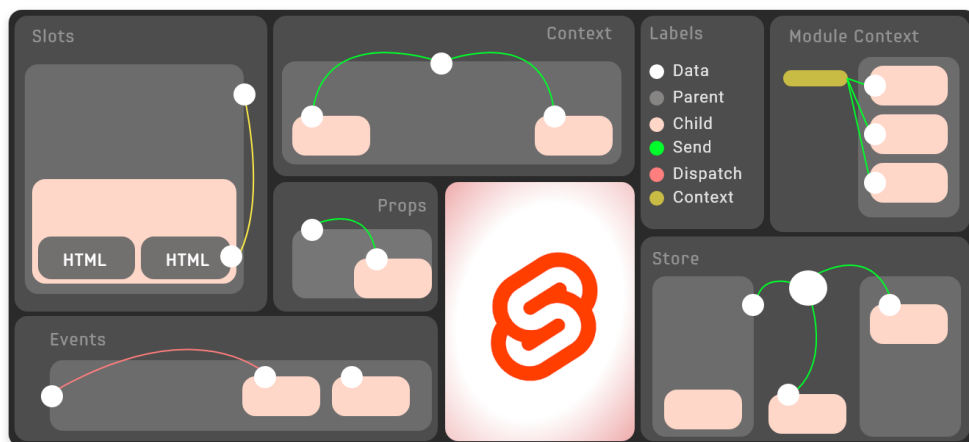 Slots
HTML
HTML
Context
Props
Events
Labels
Data
Parent
Child
Send
Dispatch
Context
Module Context
Store